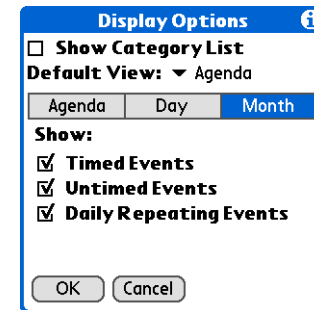 Display Options i
Show Category List
Default View: Agenda
Agenda Day Month
Show:
Timed Events
Untimed Events
Daily Repeating Events
OK Cancel